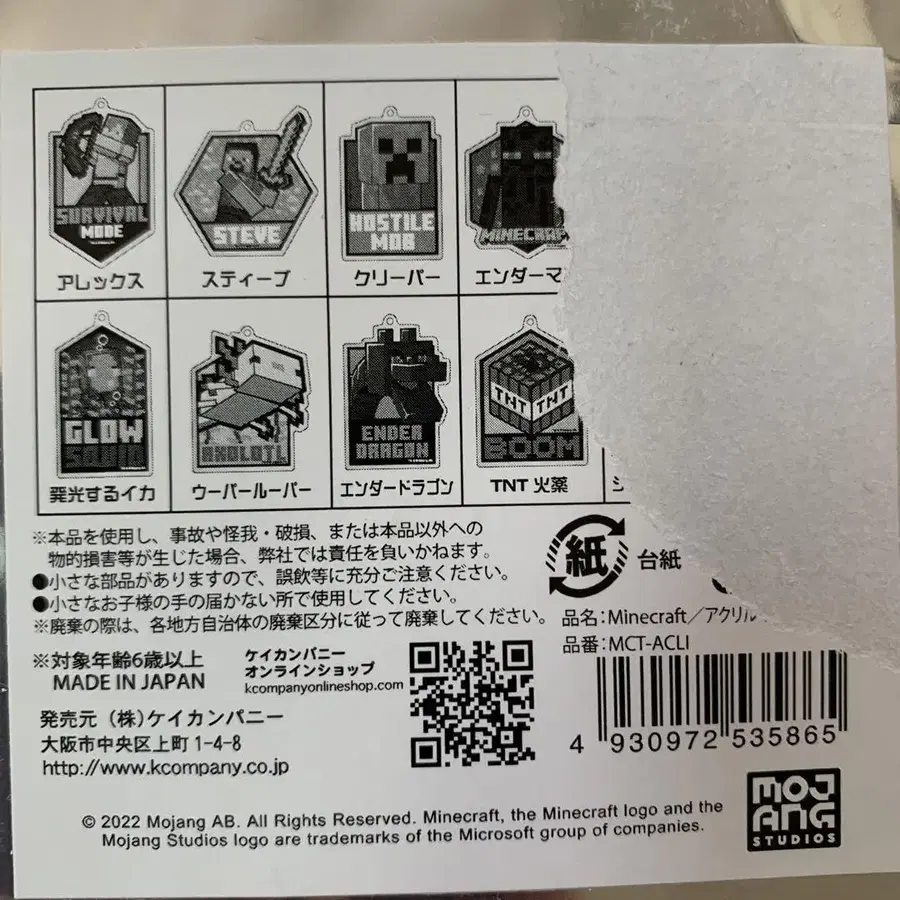 SURVIVAL
MODE
STEVE
HOSTILE
MOB
アレックス
スティーブ
クリーパー
エンダーマ
GLOW
SQUID
AXOLOTL
ENDER
DRAGON
TNT TNT
BOOM
発光するイカ
ウーパールーパー
エンダードラゴン
TNT 火薬
※本品を使用し、事故や怪我・破損、または本品以外への
物的損害等が生じた場合、弊社では責任を負いかねます。
●小さな部品がありますので、誤飲等に充分ご注意ください。
●小さなお子様の手の届かない所で使用してください。
※廃棄の際は、各地方自治体の廃棄区分に従って廃棄してください。
紙
台紙
品名:Minecraft/アクリル
品番:MCT-ACLI
※対象年齢6歳以上
MADE IN JAPAN
ケイカンパニー
オンラインショップ
kcompanyonlineshop.com
発売元 (株)ケイカンパニー
大阪市中央区上町 1-4-8
http://www.kcompany.co.jp
4 930972 535865
© 2022 Mojang AB. All Rights Reserved. Minecraft, the Minecraft logo and the
Mojang Studios logo are trademarks of the Microsoft group of companies.
MOJ
ANG
STUDIOS